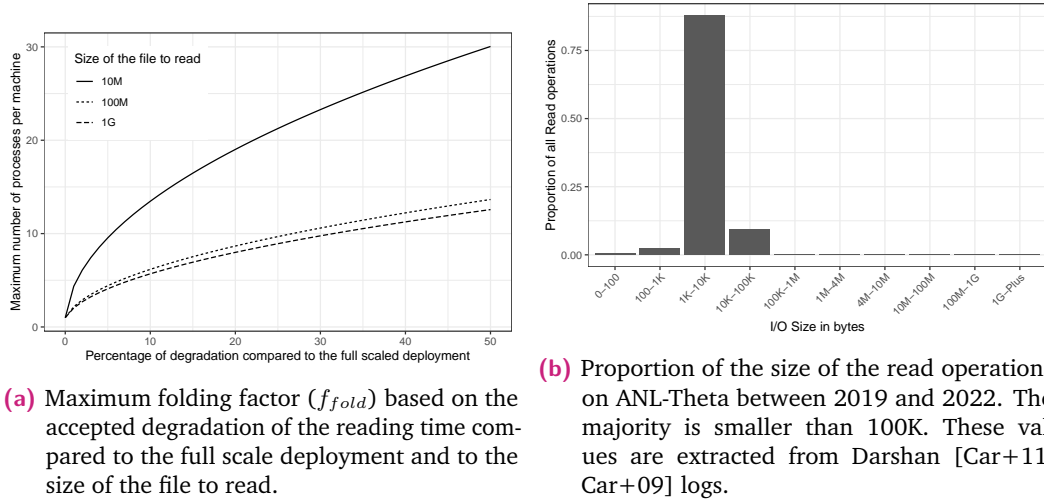 30
20
10
0
Maximum number of processes per machine
Size of the file to read
10M
100M
1G
0 10 20 30 40 50
Percentage of degradation compared to the full scaled deployment
(a) Maximum folding factor (f_fold) based on the
accepted degradation of the reading time com-
pared to the full scale deployment and to the
size of the file to read.
0.75
0.50
0.25
0.00
Proportion of all Read operations
0−100 100−1K 1K−10K 10K−100K 100K−1M 1M−4M 4M−10M 10M−100M 100M−1G 1G−Plus
I/O Size in bytes
(b) Proportion of the size of the read operation
on ANL-Theta between 2019 and 2022. The
majority is smaller than 100K. These val
ues are extracted from Darshan [Car+11
Car+09] logs.